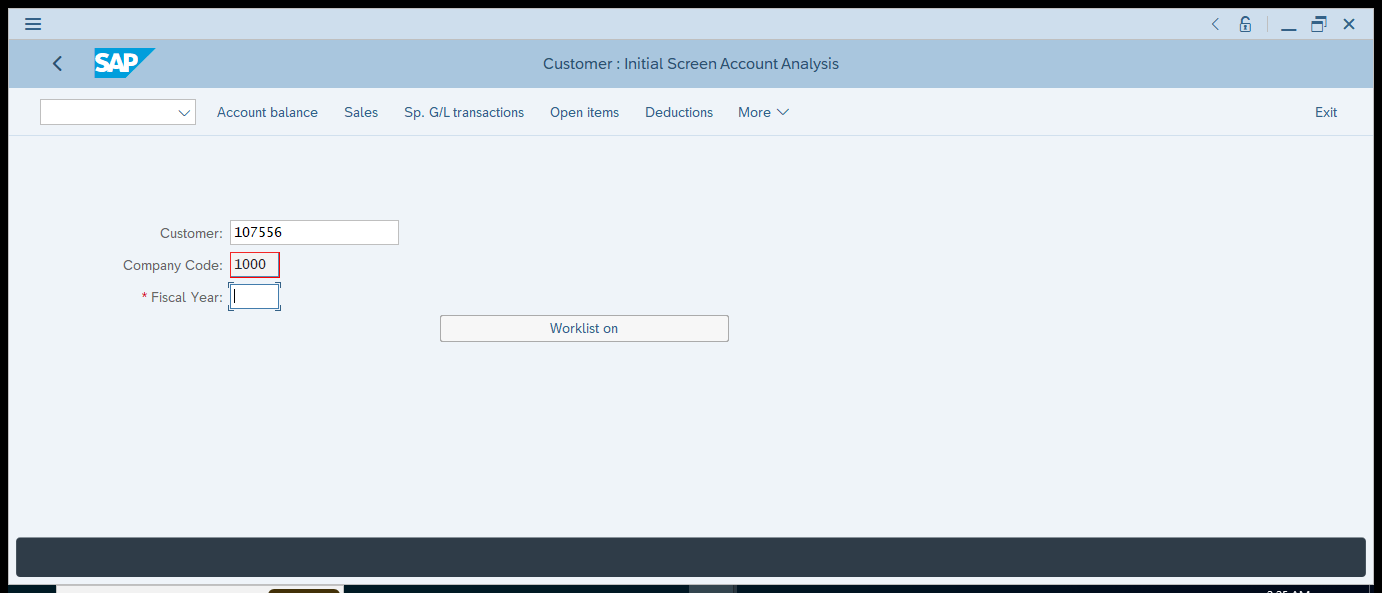 SAP
Customer : Initial Screen Account Analysis
Account balance Sales Sp. G/L transactions Open items Deductions More Exit
Customer: 107556
Company Code: 1000
* Fiscal Year:
Worklist on